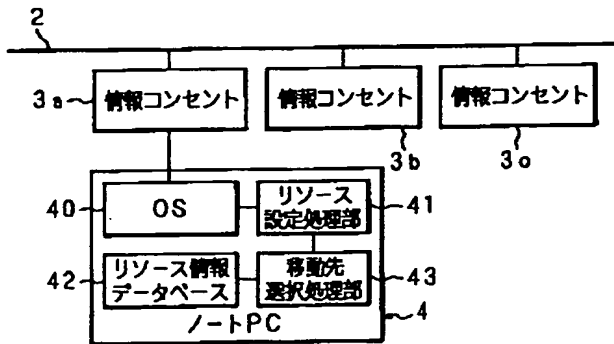 2
3a
情報コンセント
情報コンセント
情報コンセント
3b
3c
40
OS
リソース
設定処理部
41
42
リソース情報
データベース
移動先
選択処理部
43
ノートPC
4